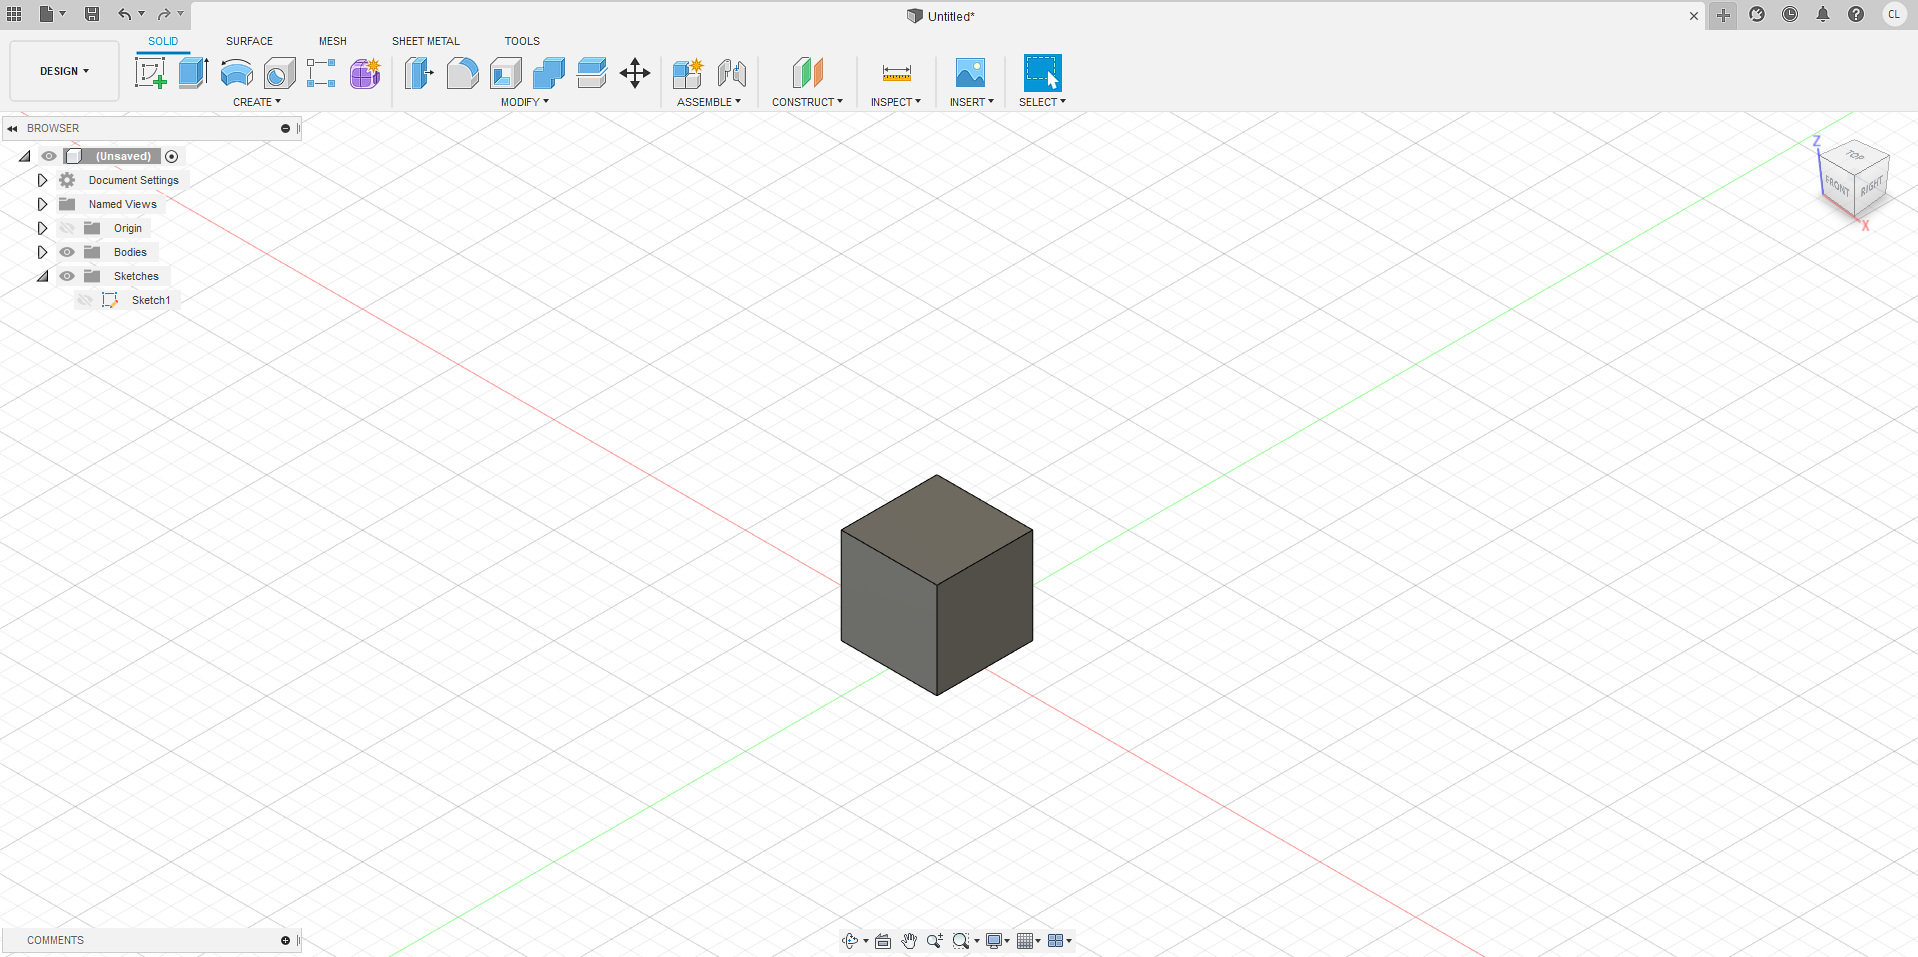 Untitled*
CL
SOLID SURFACE MESH SHEET METAL TOOLS
DESIGN
CREATE MODIFY ASSEMBLE CONSTRUCT INSPECT INSERT SELECT
BROWSER
(Unsaved)
Document Settings
Named Views
Origin
Bodies
Sketches
Sketch1
Z
TOP
FRONT RIGHT
X
COMMENTS